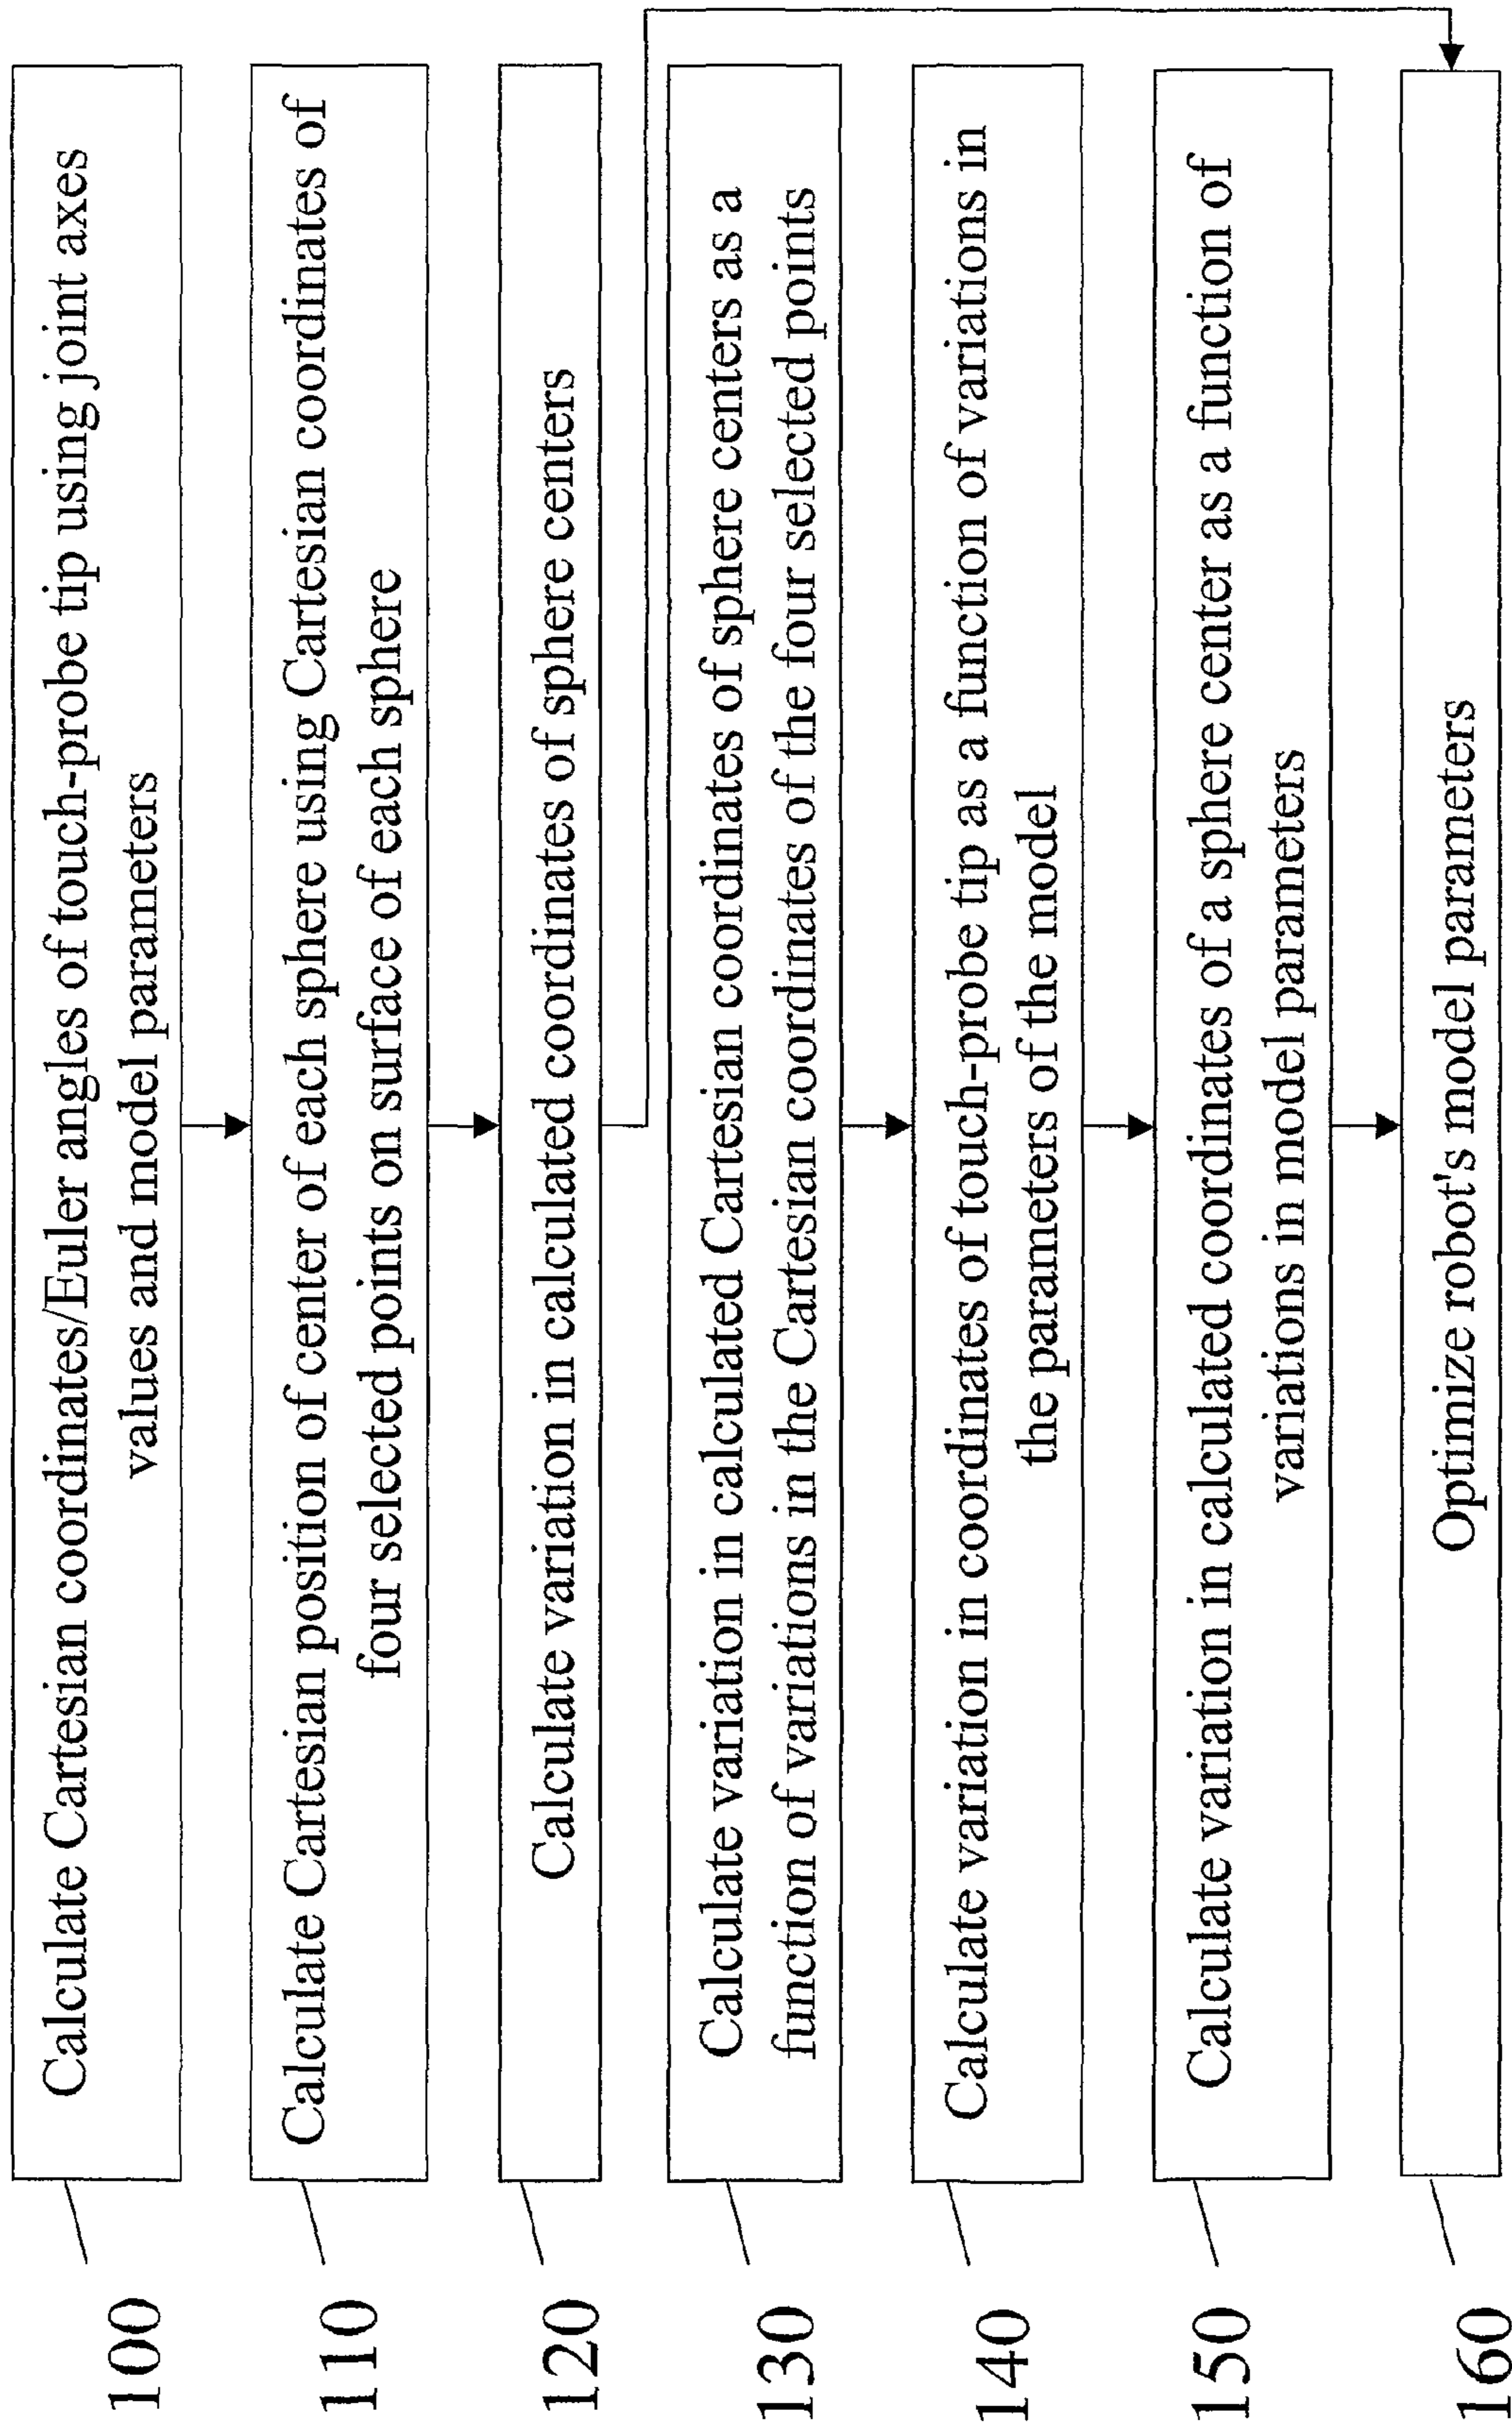 100
Calculate Cartesian coordinates/Euler angles of touch-probe tip using joint axes
values and model parameters
110
Calculate Cartesian position of center of each sphere using Cartesian coordinates of
four selected points on surface of each sphere
120
Calculate variation in calculated coordinates of sphere centers
130
Calculate variation in calculated Cartesian coordinates of sphere centers as a
function of variations in the Cartesian coordinates of the four selected points
140
Calculate variation in coordinates of touch-probe tip as a function of variations in
the parameters of the model
150
Calculate variation in calculated coordinates of a sphere center as a function of
variations in model parameters
160
Optimize robot's model parameters